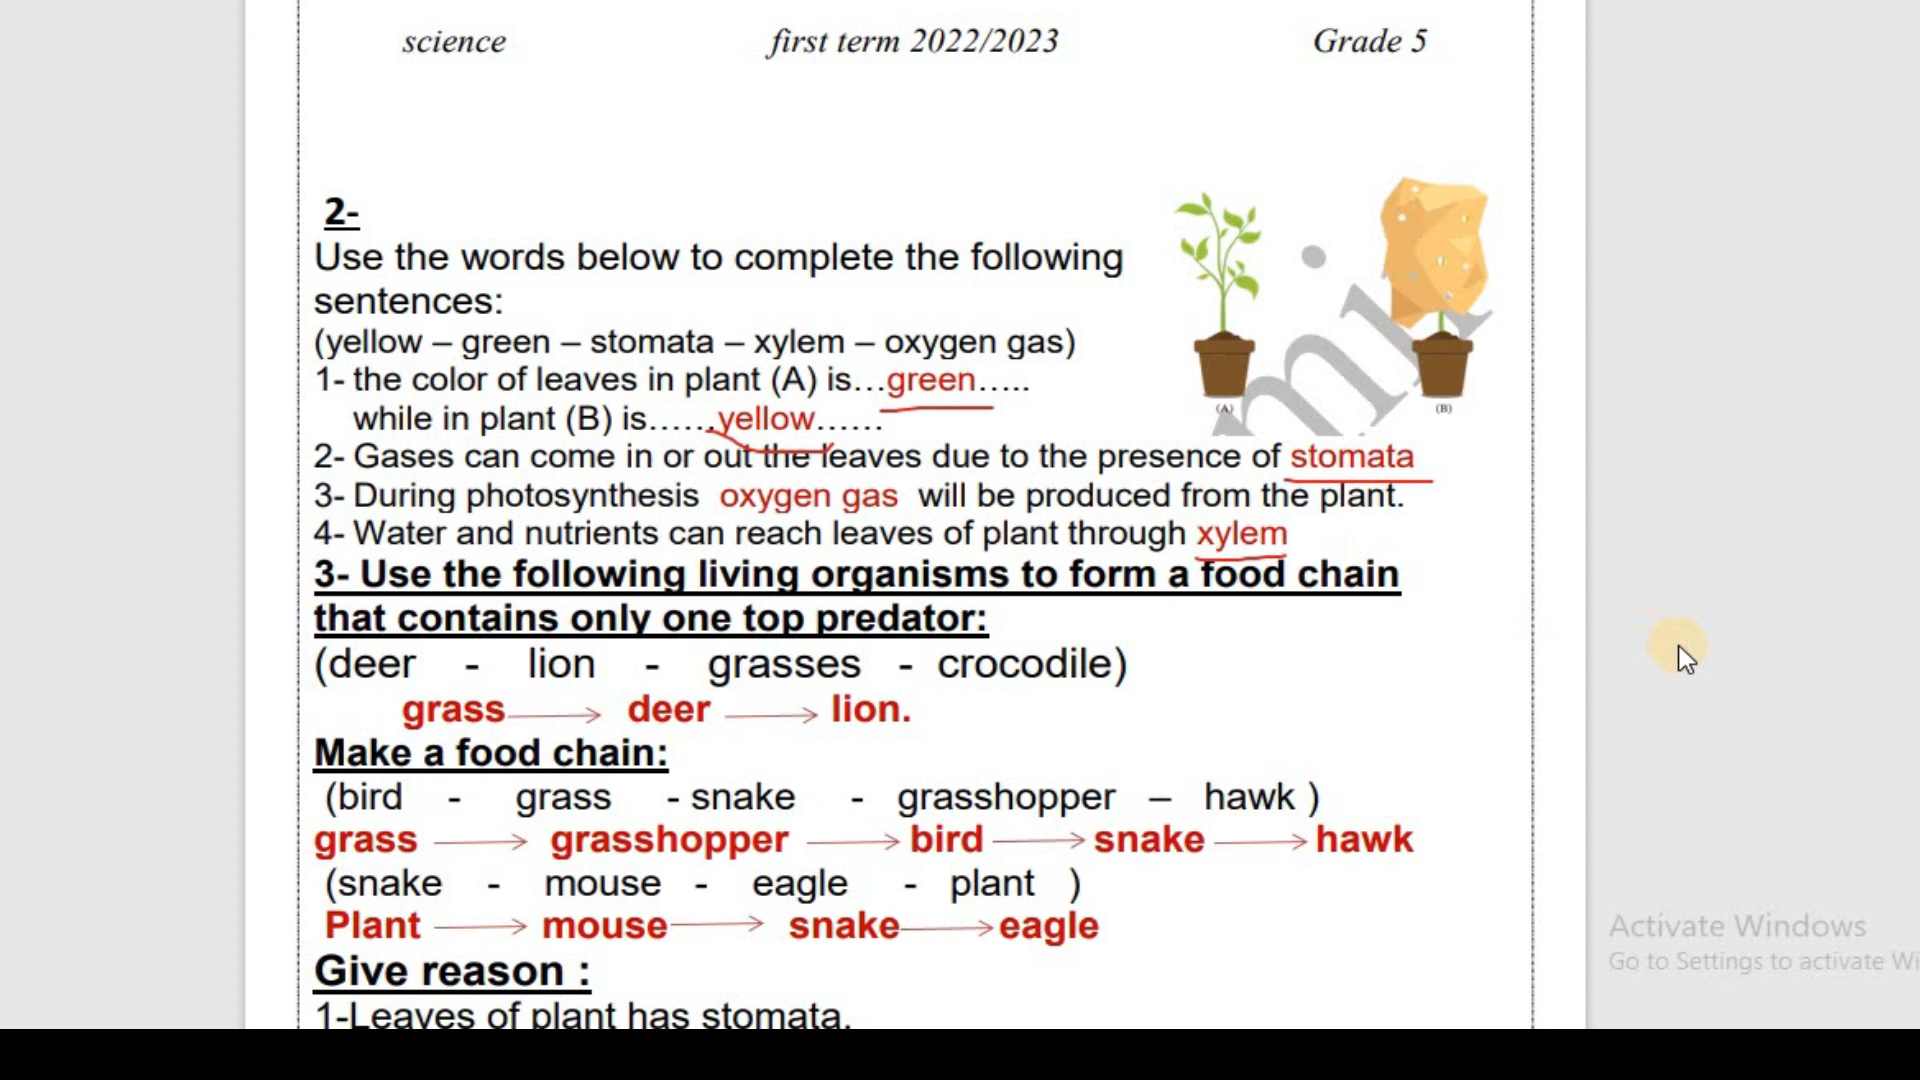 science first term 2022/2023 Grade 5
2-
Use the words below to complete the following
sentences:
(yellow – green – stomata – xylem – oxygen gas)
1- the color of leaves in plant (A) is…green…..
while in plant (B) is……yellow……
(A) (B)
2- Gases can come in or out the leaves due to the presence of stomata
3- During photosynthesis oxygen gas will be produced from the plant.
4- Water and nutrients can reach leaves of plant through xylem
3- Use the following living organisms to form a food chain
that contains only one top predator:
(deer - lion - grasses - crocodile)
grass → deer → lion.
Make a food chain:
(bird - grass - snake - grasshopper – hawk )
grass → grasshopper → bird → snake → hawk
(snake - mouse - eagle - plant )
Plant → mouse → snake → eagle
Give reason :
1-Leaves of plant has stomata.
Activate Windows
Go to Settings to activate Wi